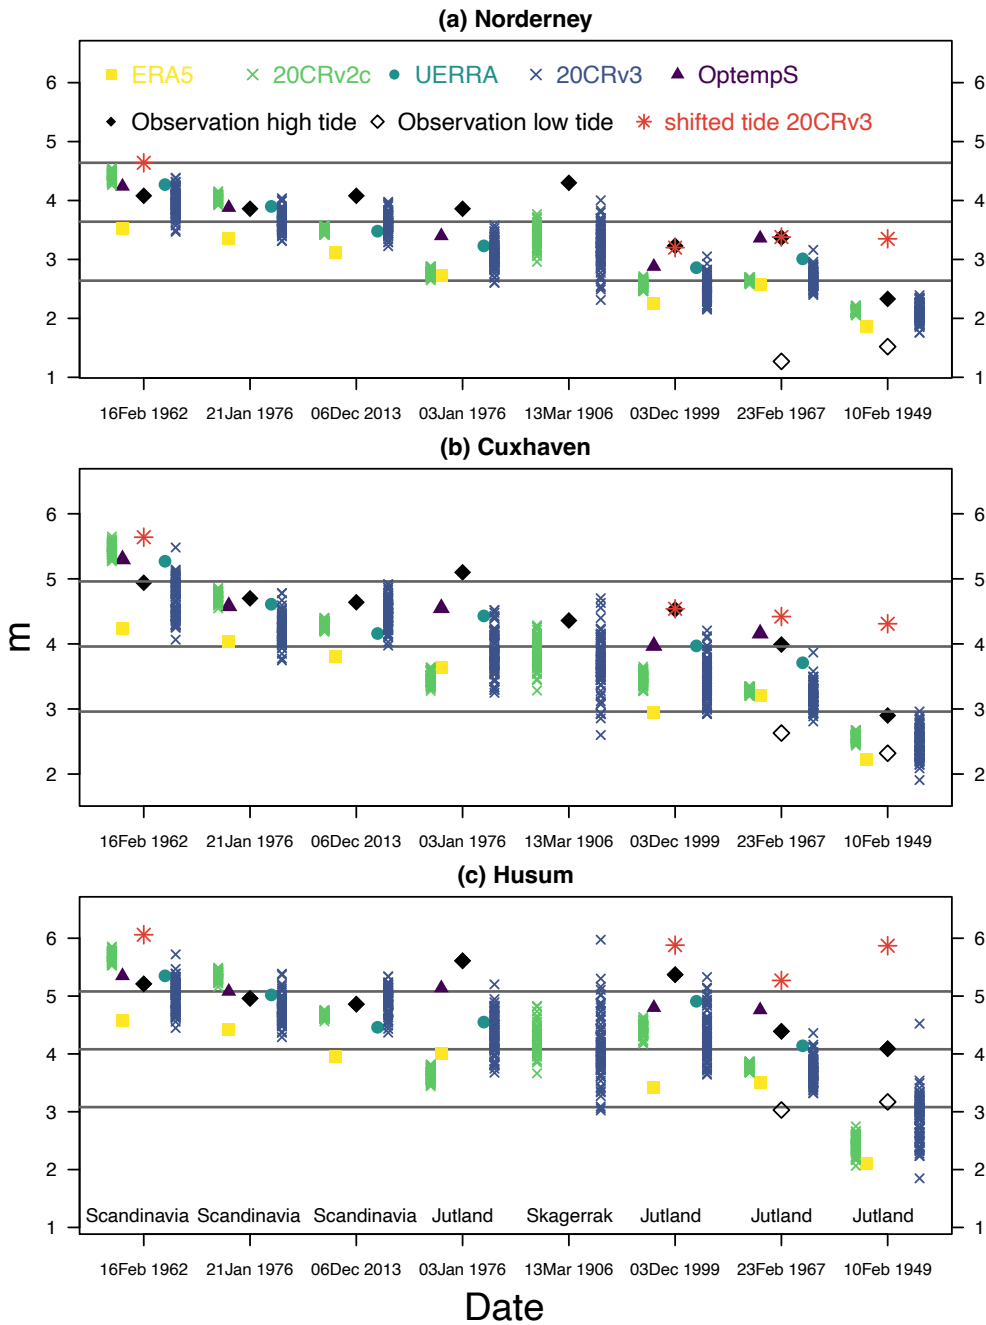 (a) Norderney
ERA5 20CRv2c UERRA 20CRv3 OptempS
Observation high tide Observation low tide shifted tide 20CRv3
6 6
5 5
4 4
3 3
2 2
1 1
16Feb 1962 21Jan 1976 06Dec 2013 03Jan 1976 13Mar 1906 03Dec 1999 23Feb 1967 10Feb 1949
(b) Cuxhaven
6 6
5 5
4 4
m
3 3
2 2
16Feb 1962 21Jan 1976 06Dec 2013 03Jan 1976 13Mar 1906 03Dec 1999 23Feb 1967 10Feb 1949
(c) Husum
6 6
5 5
4 4
3 3
2 2
Scandinavia Scandinavia Scandinavia Jutland Skagerrak Jutland Jutland Jutland
1 1
16Feb 1962 21Jan 1976 06Dec 2013 03Jan 1976 13Mar 1906 03Dec 1999 23Feb 1967 10Feb 1949
Date